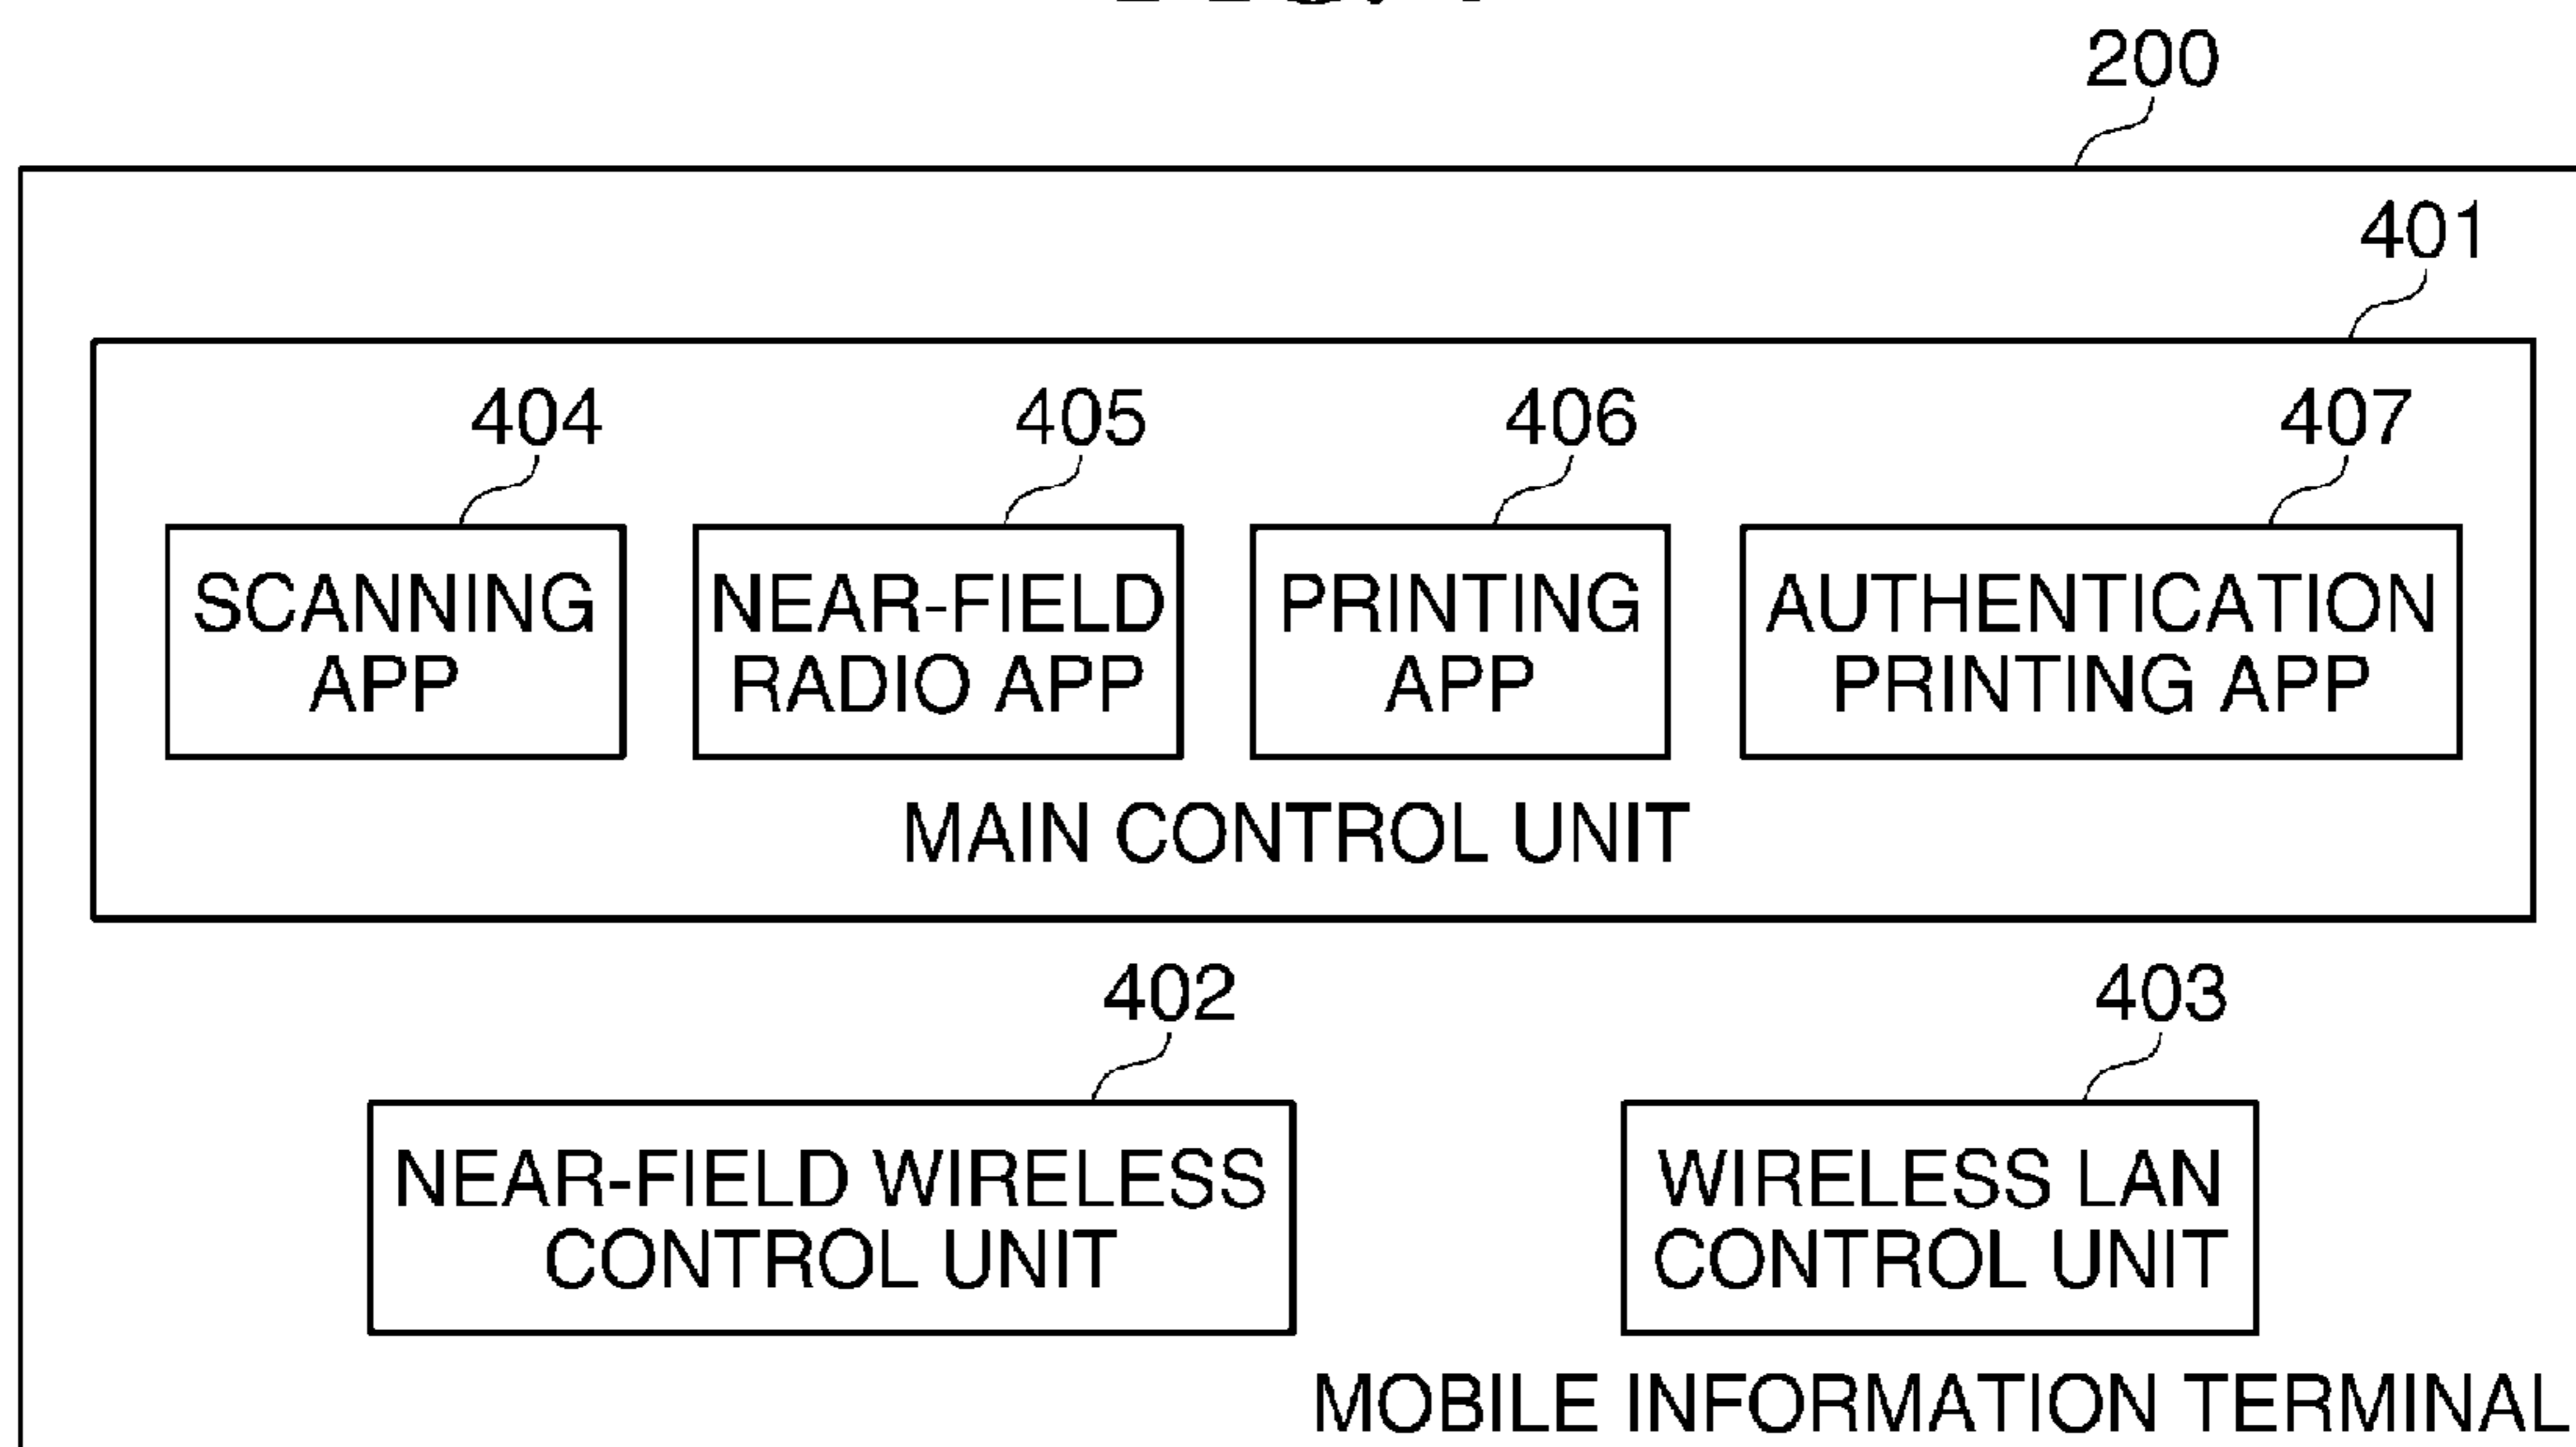 200
401
404 405 406 407
SCANNING APP
NEAR-FIELD RADIO APP
PRINTING APP
AUTHENTICATION PRINTING APP
MAIN CONTROL UNIT
402 403
NEAR-FIELD WIRELESS CONTROL UNIT
WIRELESS LAN CONTROL UNIT
MOBILE INFORMATION TERMINAL